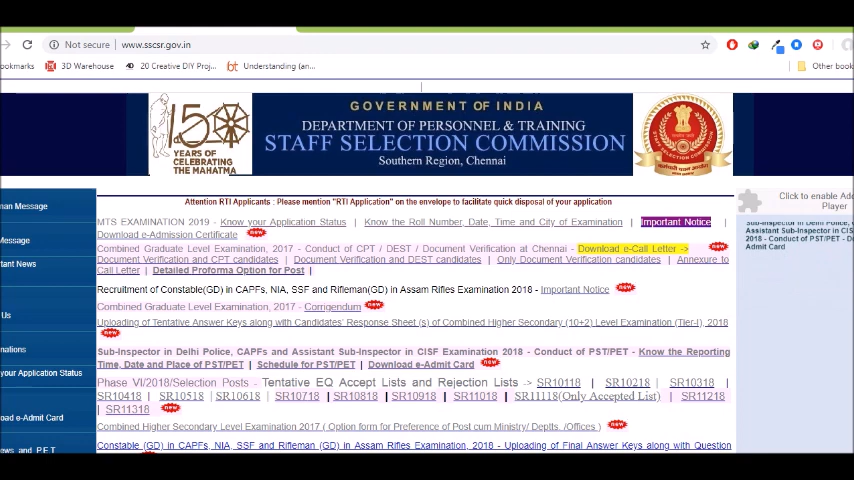 Not secure | www.sscsr.gov.in
ookmarks 3D Warehouse 20 Creative DIY Proj... Understanding (an... Other book
GOVERNMENT OF INDIA
DEPARTMENT OF PERSONNEL & TRAINING
STAFF SELECTION COMMISSION
Southern Region, Chennai
150
YEARS OF
CELEBRATING
THE MAHATMA
Attention RTI Applicants : Please mention "RTI Application" on the envelope to facilitate quick disposal of your application
man Message
Message
tant News
Us
nations
your Application Status
oad e-Admit Card
ews and PET
MTS EXAMINATION 2019 - Know your Application Status | Know the Roll Number, Date, Time and City of Examination | Important Notice |
Download e-Admission Certificate new
Combined Graduate Level Examination, 2017 - Conduct of CPT / DEST / Document Verification at Chennai - Download e-Call Letter -> new
Document Verification and CPT candidates | Document Verification and DEST candidates | Only Document Verification candidates | Annexure to
Call Letter | Detailed Proforma Option for Post |
Recruitment of Constable(GD) in CAPFs, NIA, SSF and Rifleman(GD) in Assam Rifles Examination 2018 - Important Notice new
Combined Graduate Level Examination, 2017 - Corrigendum new
Uploading of Tentative Answer Keys along with Candidates' Response Sheet (s) of Combined Higher Secondary (10+2) Level Examination (Tier-I), 2018
new
Sub-Inspector in Delhi Police, CAPFs and Assistant Sub-Inspector in CISF Examination 2018 - Conduct of PST/PET - Know the Reporting
Time, Date and Place of PST/PET | Schedule for PST/PET | Download e-Admit Card new
Phase VI/2018/Selection Posts - Tentative EQ Accept Lists and Rejection Lists -> SR10118 | SR10218 | SR10318 |
SR10418 | SR10518 | SR10618 | SR10718 | SR10818 | SR10918 | SR11018 | SR11118(Only Accepted List) | SR11218
| SR11318 new
Combined Higher Secondary Level Examination 2017 ( Option form for Preference of Post cum Ministry/ Deptts. /Offices ) new
Constable (GD) in CAPFs, NIA, SSF and Rifleman (GD) in Assam Rifles Examination, 2018 - Uploading of Final Answer Keys along with Question
Click to enable Ado
Player
Sub-Inspector in Delhi Police, C
Assistant Sub-Inspector in CISF
2018 - Conduct of PST/PET - Do
Admit Card